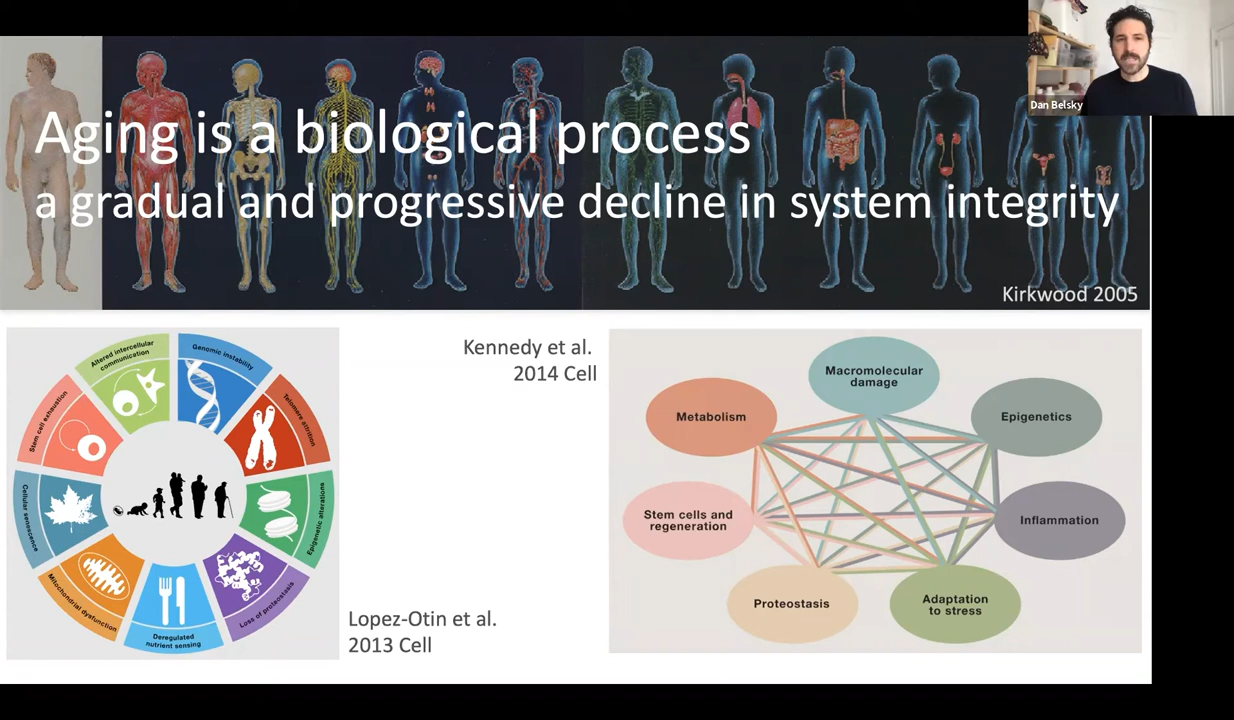 Dan Belsky
Aging is a biological process
a gradual and progressive decline in system integrity
Kirkwood 2005
Altered intercellular
communication
Genomic instability
Telomere attrition
Epigenetic alterations
Loss of proteostasis
Deregulated
nutrient sensing
Mitochondrial dysfunction
Cellular senescence
Stem cell exhaustion
Kennedy et al.
2014 Cell
Lopez-Otin et al.
2013 Cell
Macromolecular
damage
Metabolism
Epigenetics
Stem cells and
regeneration
Inflammation
Proteostasis
Adaptation
to stress